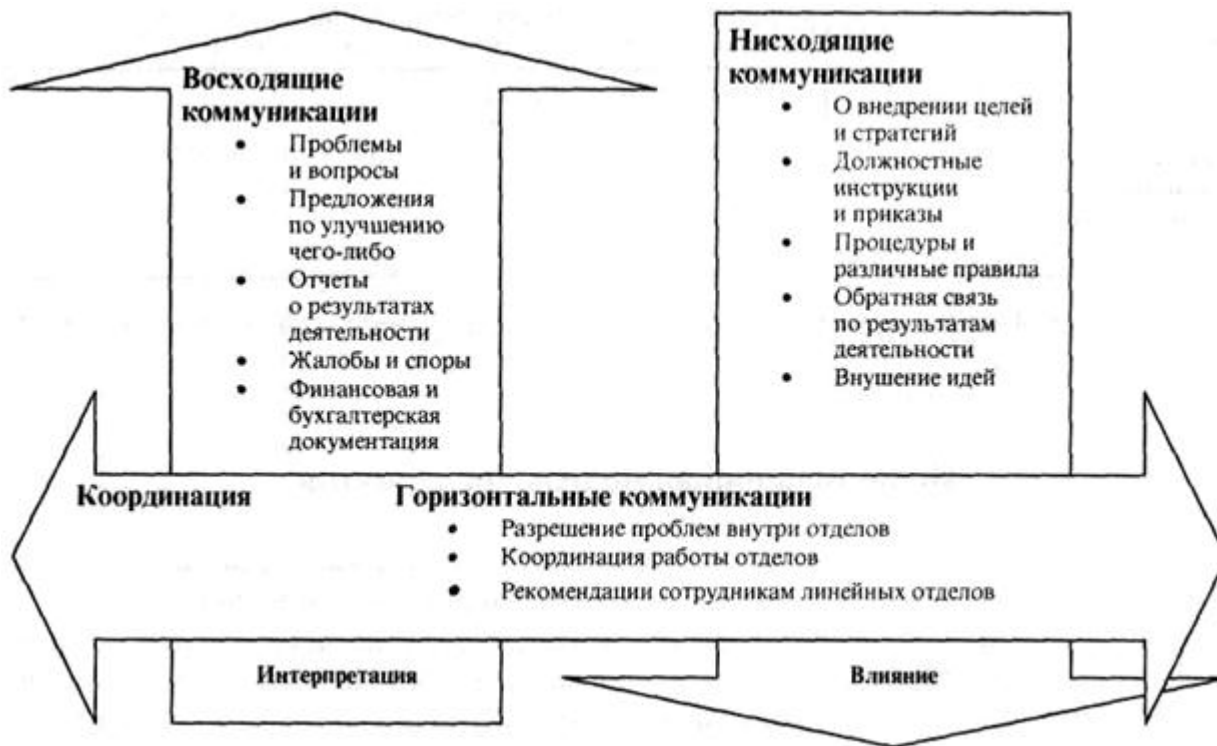 Восходящие
коммуникации
• Проблемы
и вопросы
• Предложения
по улучшению
чего-либо
• Отчеты
о результатах
деятельности
• Жалобы и споры
• Финансовая и
бухгалтерская
документация
Нисходящие
коммуникации
• О внедрении целей
и стратегий
• Должностные
инструкции
и приказы
• Процедуры и
различные правила
• Обратная связь
по результатам
деятельности
• Внушение идей
Координация
Горизонтальные коммуникации
• Разрешение проблем внутри отделов
• Координация работы отделов
• Рекомендации сотрудникам линейных отделов
Интерпретация
Влияние